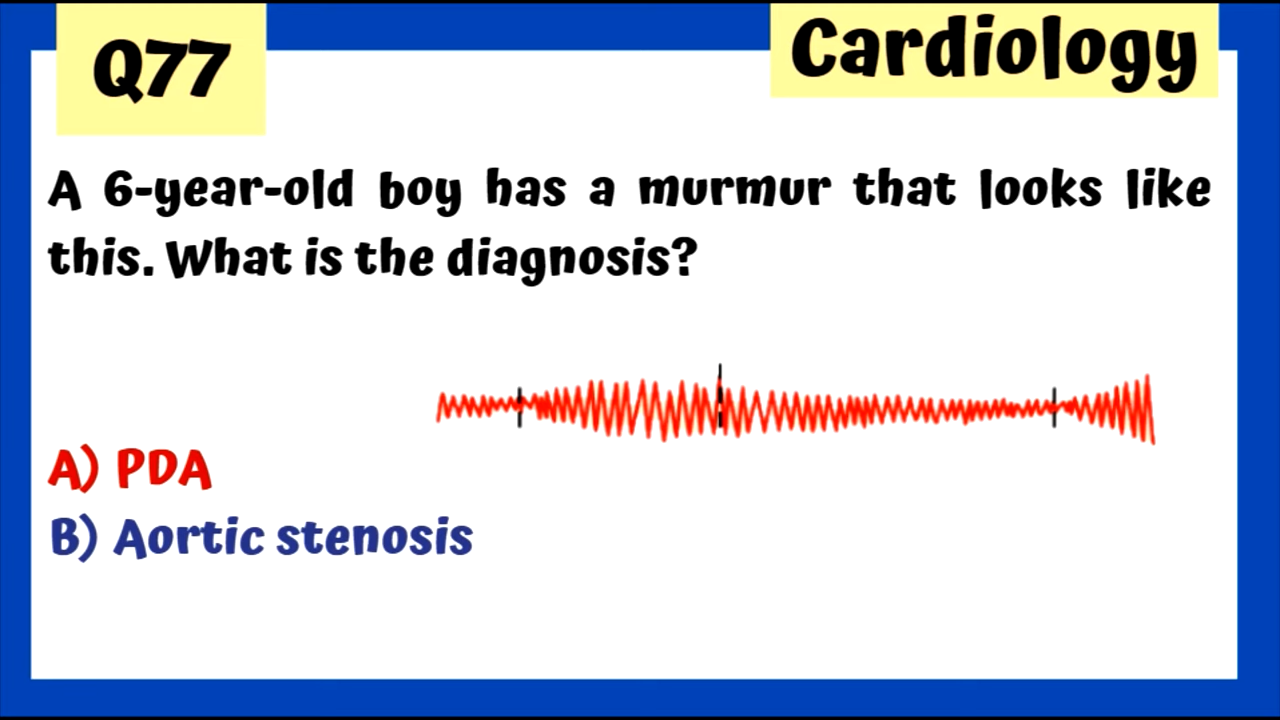 Q77
Cardiology
A 6-year-old boy has a murmur that looks like
this. What is the diagnosis?
A) PDA
B) Aortic stenosis